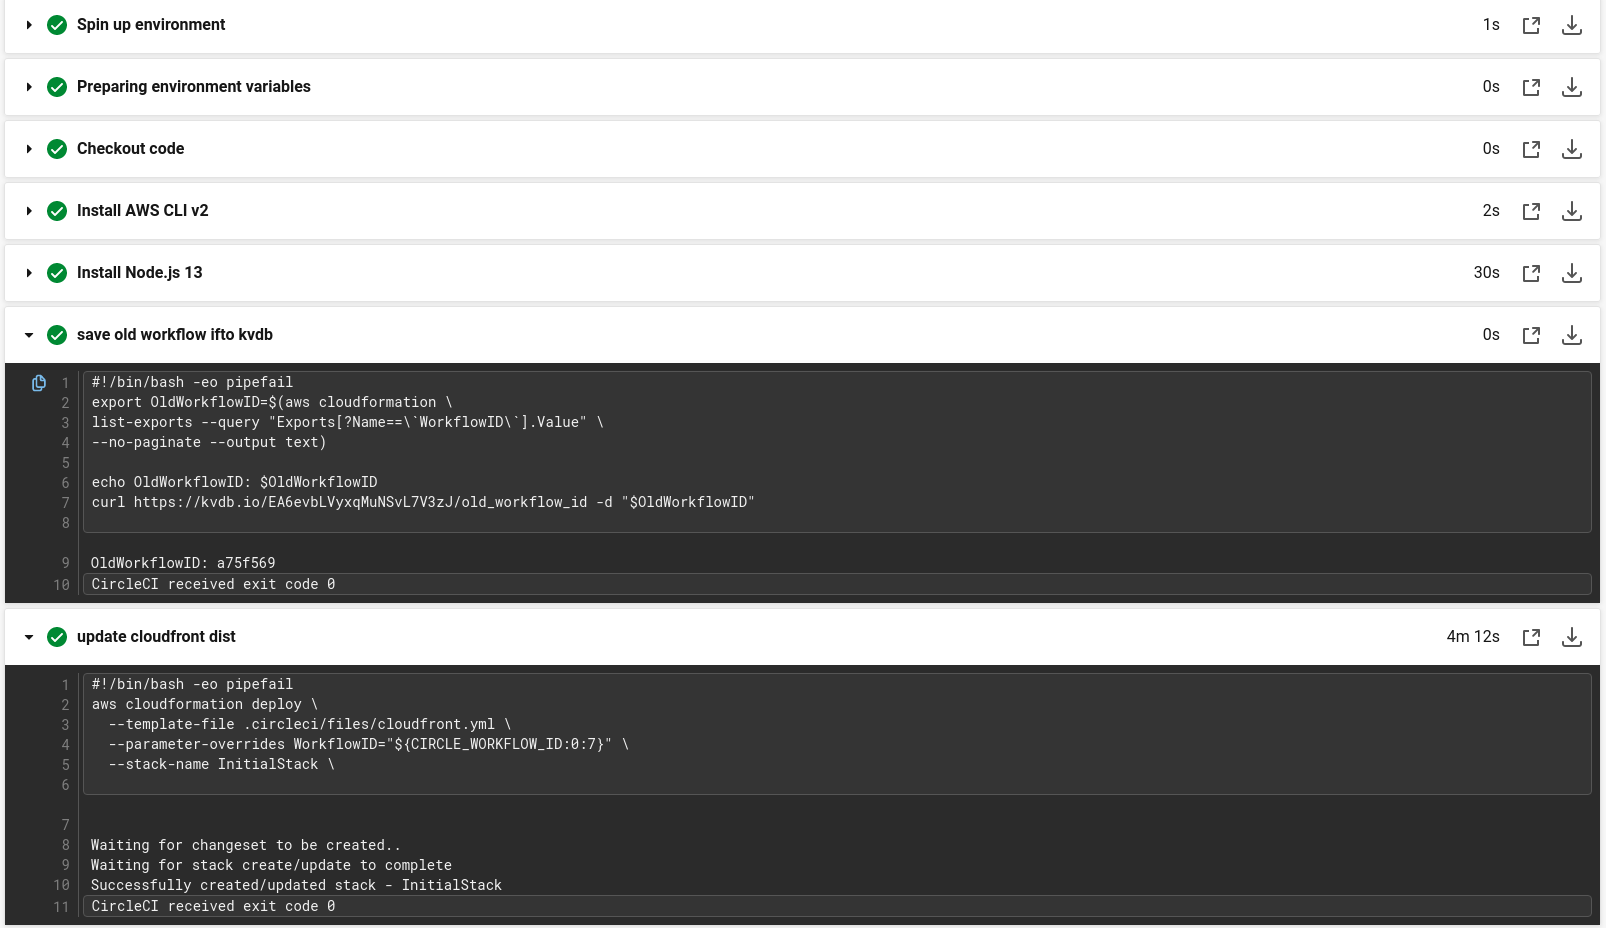 Spin up environment 1s
Preparing environment variables 0s
Checkout code 0s
Install AWS CLI v2 2s
Install Node.js 13 30s
save old workflow ifto kvdb 0s
1 #!/bin/bash -eo pipefail
2 export OldWorkflowID=$(aws cloudformation \
3 list-exports --query "Exports[?Name==\`WorkflowID\`].Value" \
4 --no-paginate --output text)
5
6 echo OldWorkflowID: $OldWorkflowID
7 curl https://kvdb.io/EA6evbLVyxqMuNSvL7V3zJ/old_workflow_id -d "$OldWorkflowID"
8
9 OldWorkflowID: a75f569
10 CircleCI received exit code 0
update cloudfront dist 4m 12s
1 #!/bin/bash -eo pipefail
2 aws cloudformation deploy \
3   --template-file .circleci/files/cloudfront.yml \
4   --parameter-overrides WorkflowID="${CIRCLE_WORKFLOW_ID:0:7}" \
5   --stack-name InitialStack \
6
7
8 Waiting for changeset to be created..
9 Waiting for stack create/update to complete
10 Successfully created/updated stack - InitialStack
11 CircleCI received exit code 0